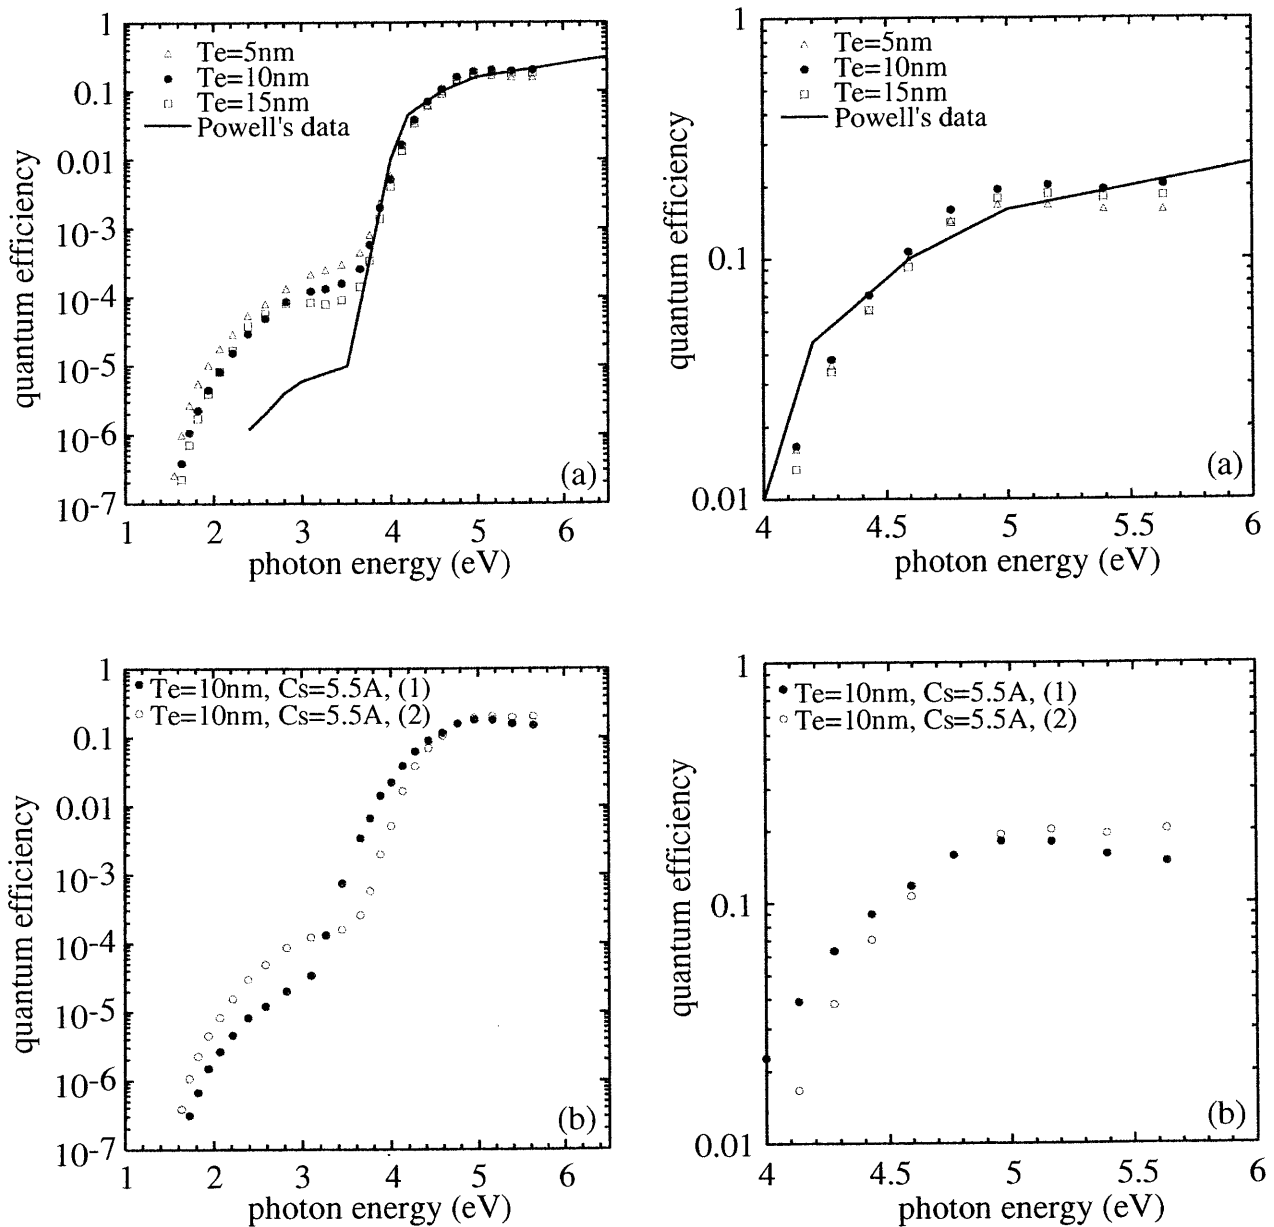 1
0.1
0.01
10-3
10-4
10-5
10-6
10-7
quantum efficiency
Te=5nm
Te=10nm
Te=15nm
Powell's data
(a)
1 2 3 4 5 6
photon energy (eV)
1
0.1
0.01
quantum efficiency
Te=5nm
Te=10nm
Te=15nm
Powell's data
(a)
4 4.5 5 5.5 6
photon energy (eV)
1
0.1
0.01
10-3
10-4
10-5
10-6
10-7
quantum efficiency
Te=10nm, Cs=5.5A, (1)
Te=10nm, Cs=5.5A, (2)
(b)
1 2 3 4 5 6
photon energy (eV)
1
0.1
0.01
quantum efficiency
Te=10nm, Cs=5.5A, (1)
Te=10nm, Cs=5.5A, (2)
(b)
4 4.5 5 5.5 6
photon energy (eV)